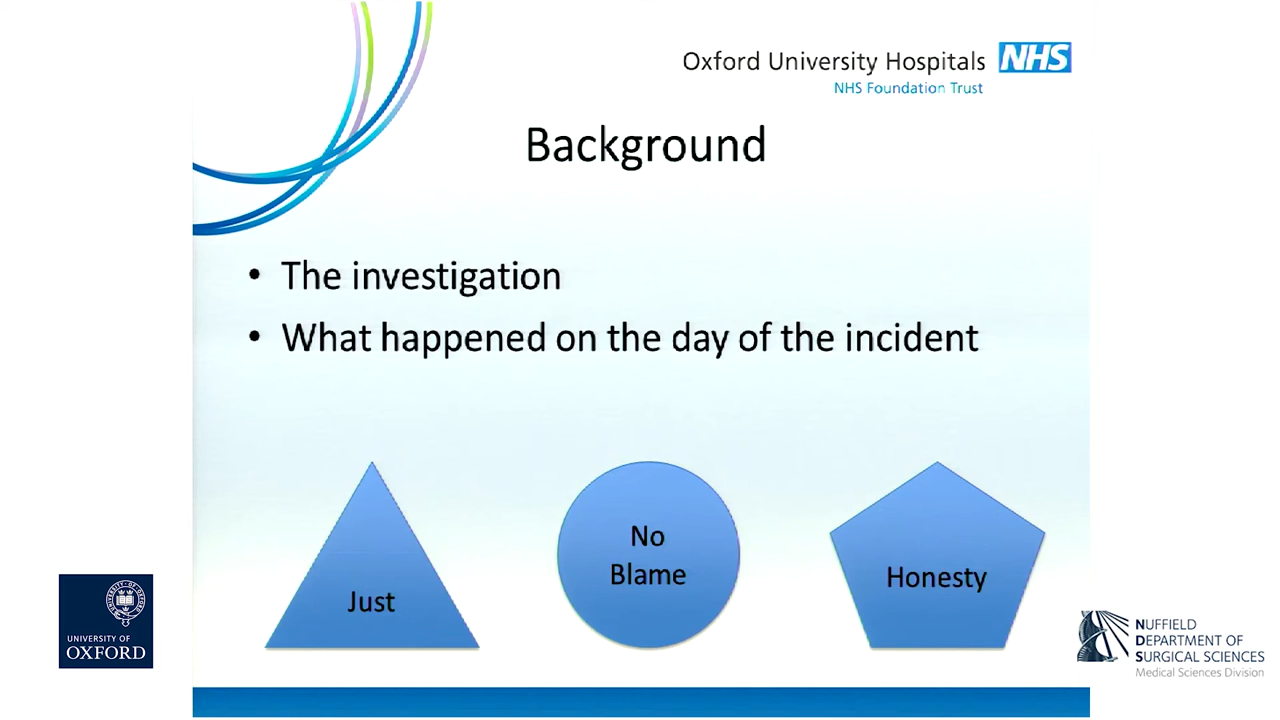 Oxford University Hospitals NHS
NHS Foundation Trust
Background
• The investigation
• What happened on the day of the incident
Just
No
Blame
Honesty
UNIVERSITY OF
OXFORD
NUFFIELD
DEPARTMENT OF
SURGICAL SCIENCES
Medical Sciences Division